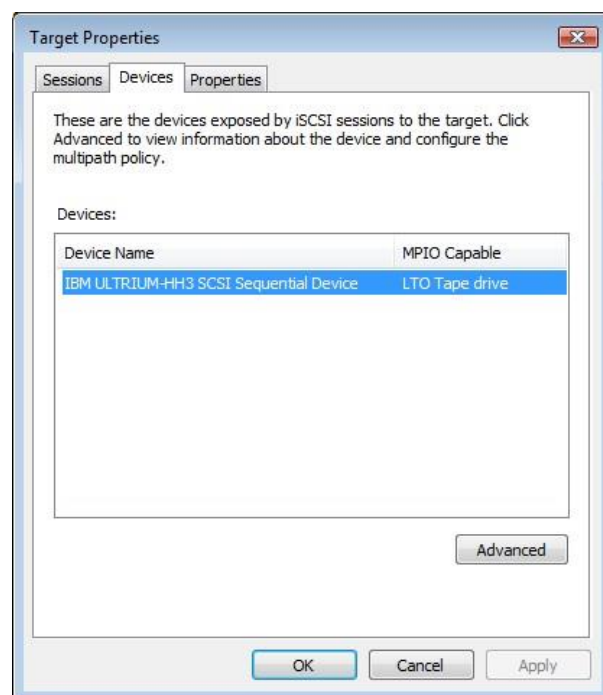 Target Properties
Sessions Devices Properties
These are the devices exposed by iSCSI sessions to the target. Click
Advanced to view information about the device and configure the
multipath policy.
Devices:
Device Name MPIO Capable
IBM ULTRIUM-HH3 SCSI Sequential Device LTO Tape drive
Advanced
OK Cancel Apply